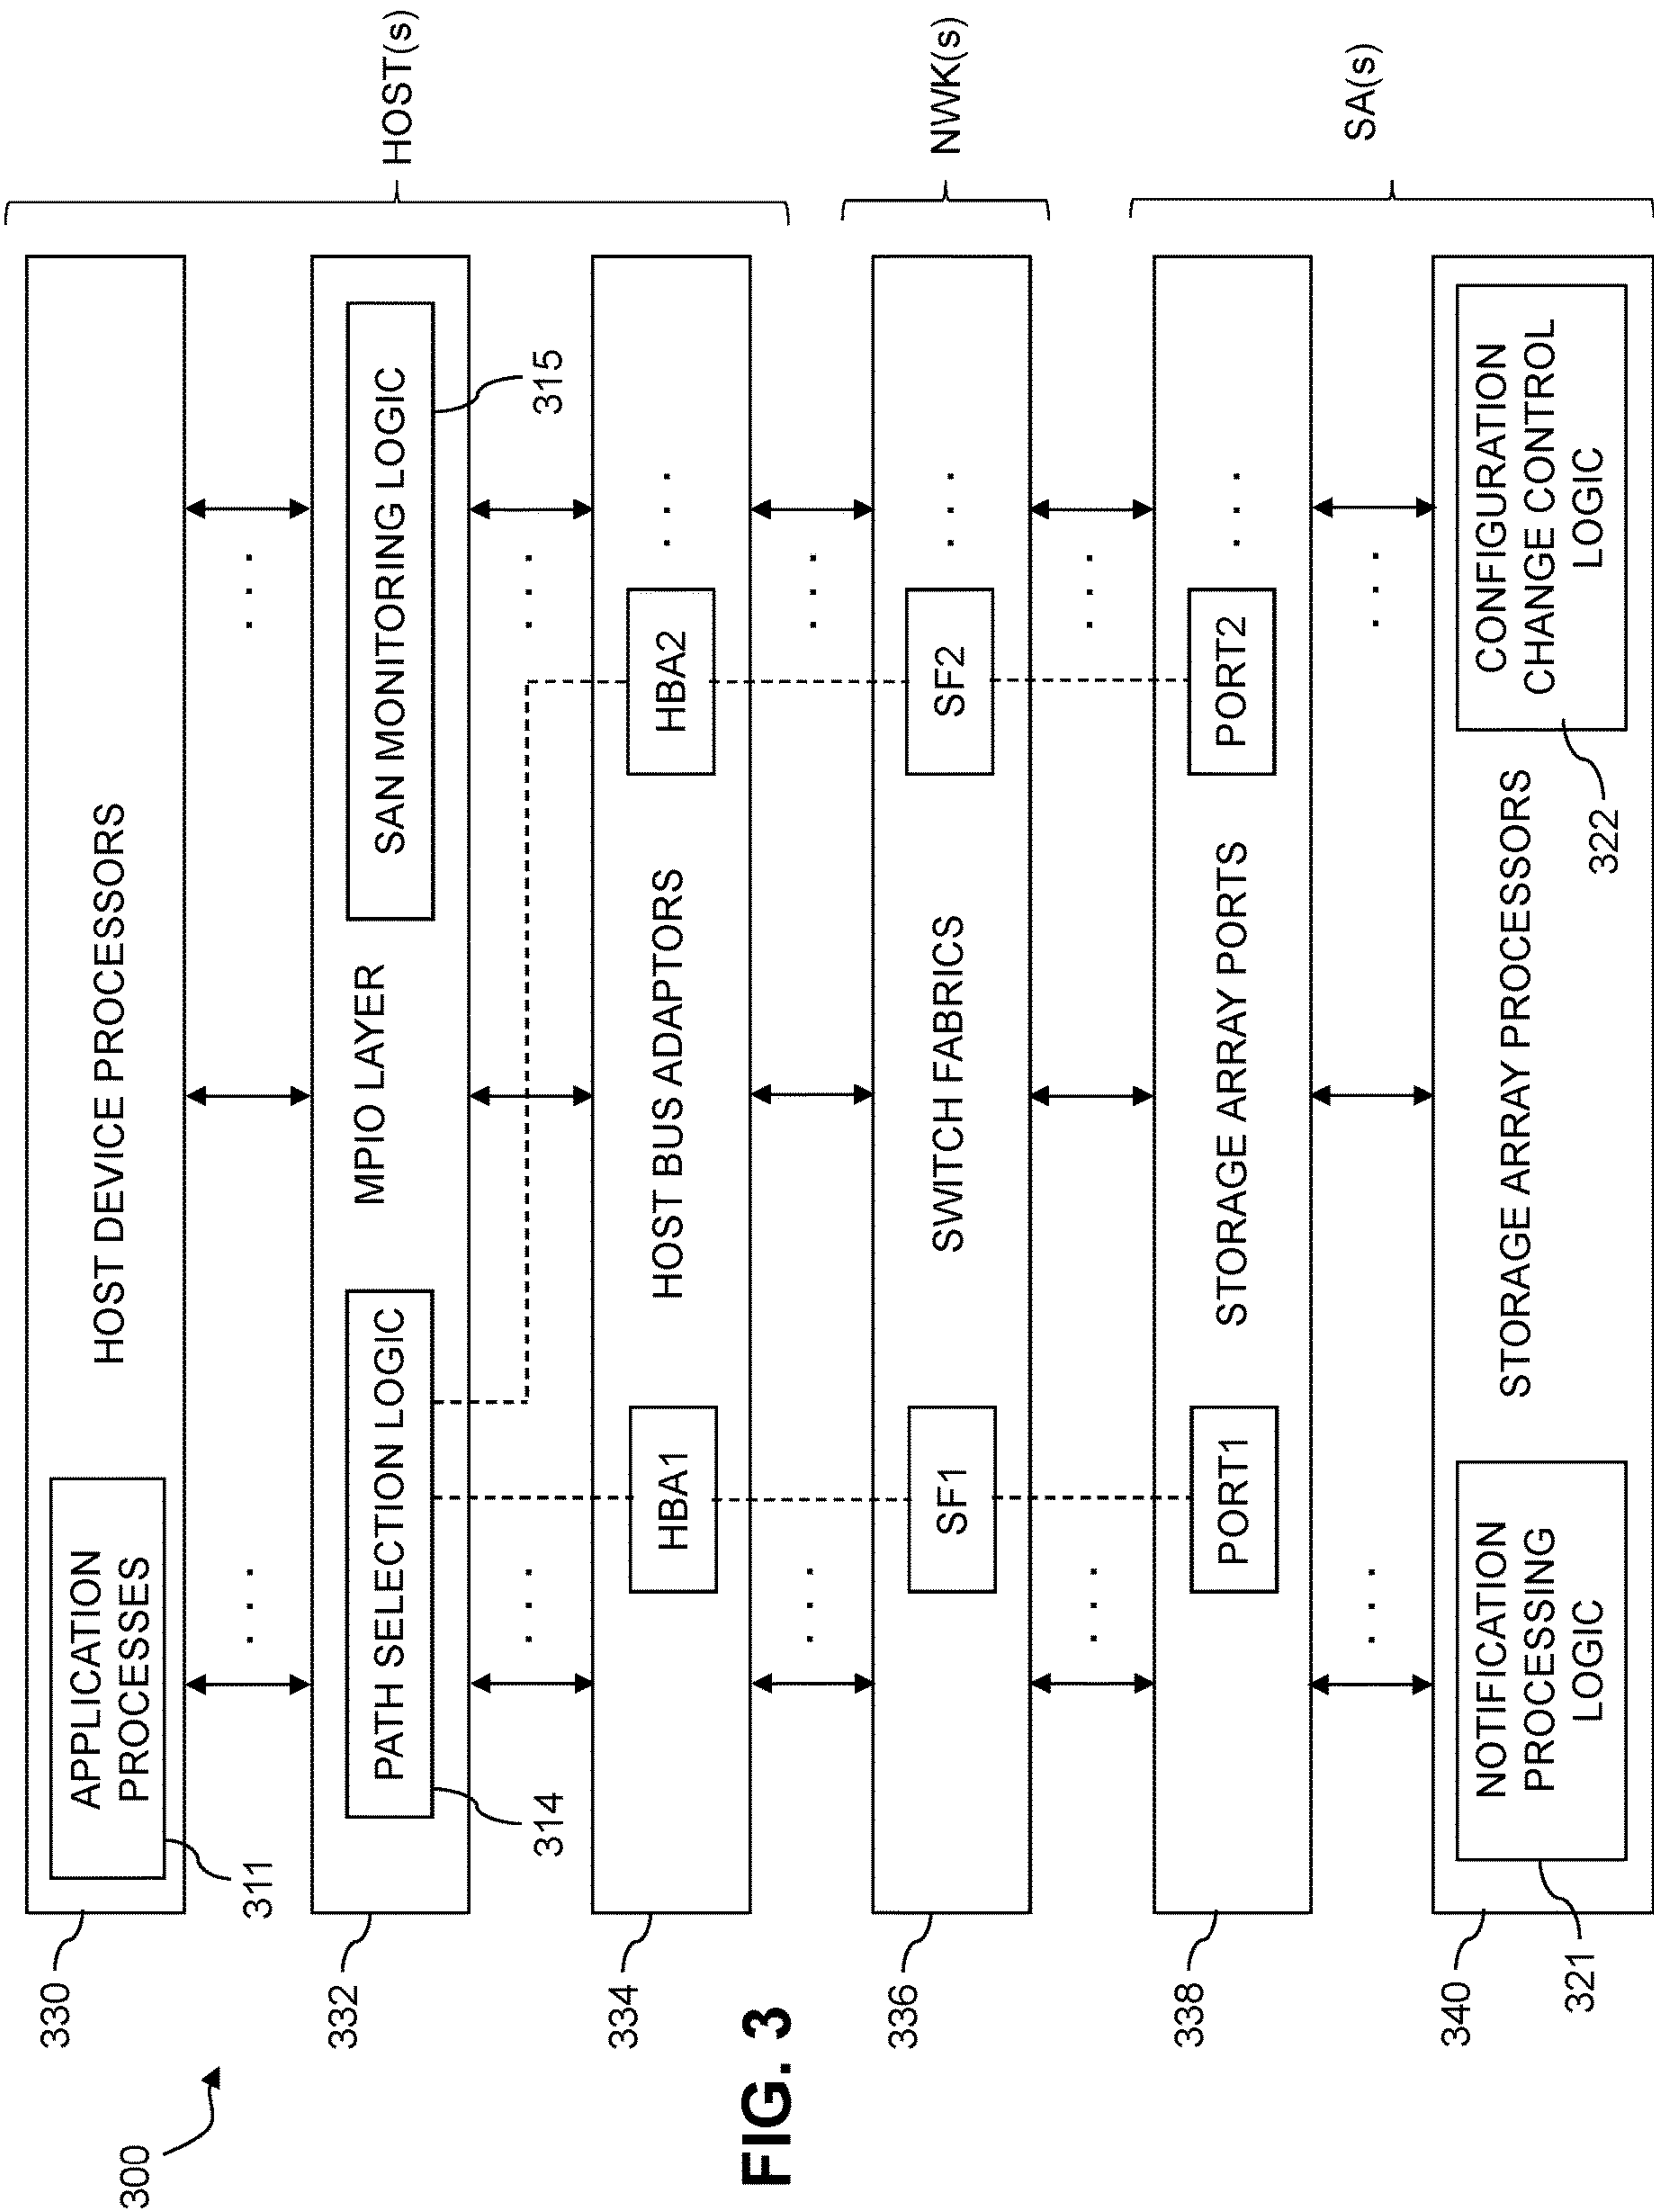 300
330
APPLICATION
PROCESSES
311
HOST DEVICE PROCESSORS
HOST(s)
. . .
. . .
332
PATH SELECTION LOGIC
314
MPIO LAYER
SAN MONITORING LOGIC
315
. . .
. . .
334
HBA1
HOST BUS ADAPTORS
HBA2
. . .
. . .
. . .
336
SF1
SWITCH FABRICS
SF2
. . .
NWK(s)
. . .
. . .
338
PORT1
STORAGE ARRAY PORTS
PORT2
. . .
SA(s)
. . .
. . .
340
NOTIFICATION
PROCESSING
LOGIC
321
STORAGE ARRAY PROCESSORS
CONFIGURATION
CHANGE CONTROL
LOGIC
322
FIG. 3